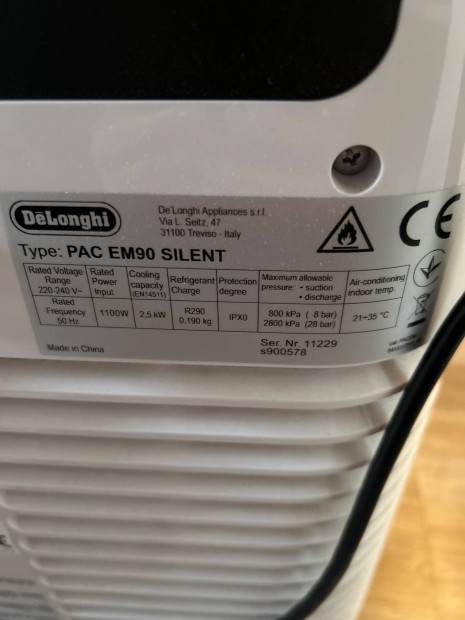 DeLonghi
De'Longhi Appliances s.r.l.
Via L. Seitz, 47
31100 Treviso - Italy
CE
Type: PAC EM90 SILENT
Rated Voltage Range 220-240 V~
Rated Frequency 50 Hz
Rated Power Input:
1100W
Cooling capacity (EN14511)
2,5 kW
Refrigerant Charge
R290 0,190 kg
Protection degree
IPX0
Maximum allowable pressure: • suction • discharge
800 kPa ( 8 bar)
2800 kPa (28 bar)
Air-conditioning indoor temp.
21÷35 °C
Made in China
Ser. Nr. 11229
s900578